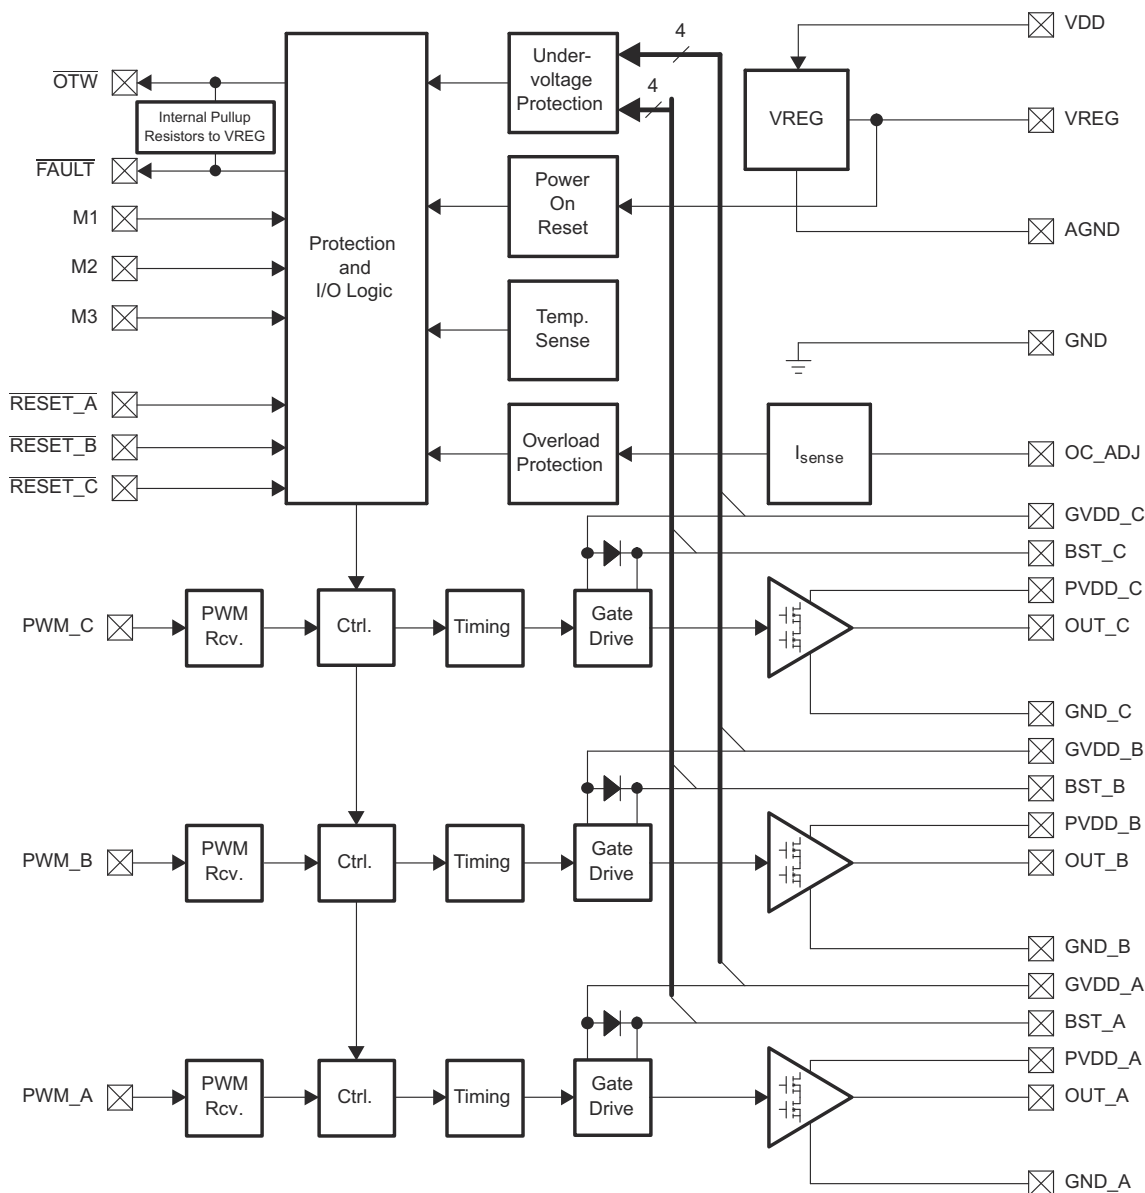 4
VDD
Under-
voltage
Protection
OTW
4
Internal Pullup
Resistors to VREG
VREG
VREG
FAULT
Power
On
Reset
M1
AGND
Protection
and
I/O Logic
M2
M3
Temp.
Sense
GND
RESET_A
RESET_B
RESET_C
Overload
Protection
Isense
OC_ADJ
GVDD_C
BST_C
PVDD_C
PWM_C
PWM
Rcv.
Ctrl.
Timing
Gate
Drive
OUT_C
GND_C
GVDD_B
BST_B
PVDD_B
PWM_B
PWM
Rcv.
Ctrl.
Timing
Gate
Drive
OUT_B
GND_B
GVDD_A
BST_A
PVDD_A
PWM_A
PWM
Rcv.
Ctrl.
Timing
Gate
Drive
OUT_A
GND_A